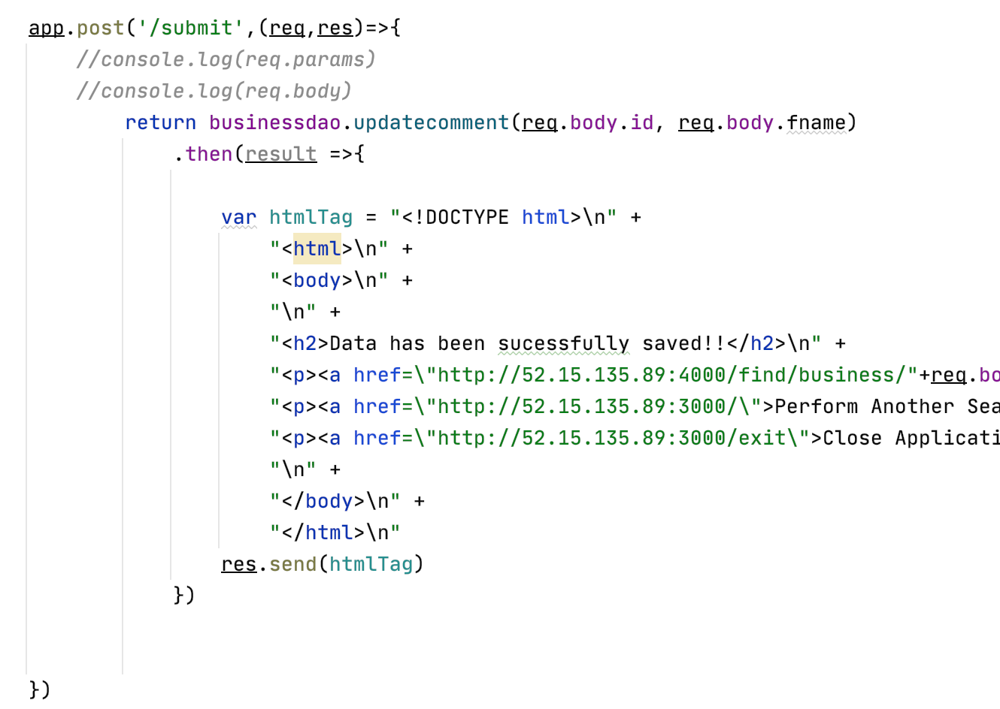 app.post('/submit',(req,res)=>{
//console.log(req.params)
//console.log(req.body)
return businessdao.updatecomment(req.body.id, req.body.fname)
.then(result =>{
var htmlTag = "<!DOCTYPE html>\n" +
"<html>\n" +
"<body>\n" +
"\n" +
"<h2>Data has been sucessfully saved!!</h2>\n" +
"<p><a href=\"http://52.15.135.89:4000/find/business/"+req.bo
"<p><a href=\"http://52.15.135.89:3000/\">Perform Another Sea
"<p><a href=\"http://52.15.135.89:3000/exit\">Close Applicati
"\n" +
"</body>\n" +
"</html>\n"
res.send(htmlTag)
})
})